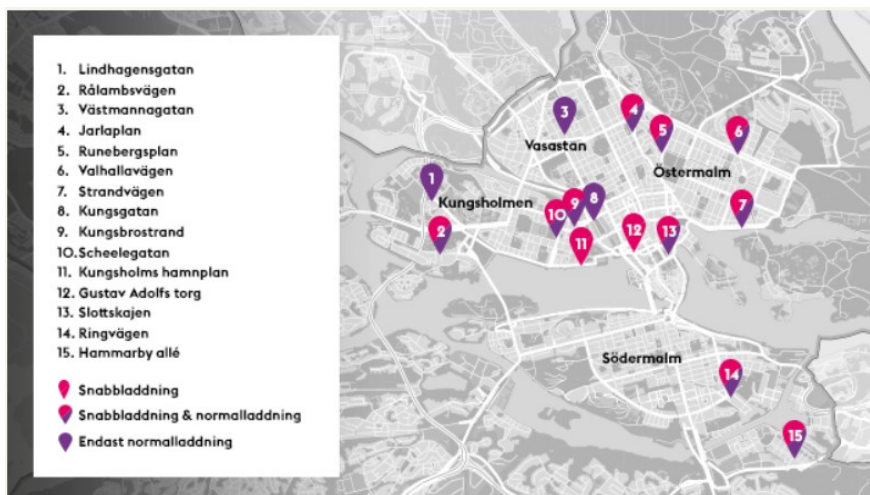 1. Lindhagensgatan
2. Rålambsvägen
3. Västmannagatan
4. Jarlaplan
5. Runebergsplan
6. Valhallavägen
7. Strandvägen
8. Kungsgatan
9. Kungsbrostrand
10. Scheelegatan
11. Kungsholms hamnplan
12. Gustav Adolfs torg
13. Slottskajen
14. Ringvägen
15. Hammarby allé
Snabbladdning
Snabbladdning & normalladdning
Endast normalladdning
3
4
5
6
Vasastan
Östermalm
1
Kungsholmen
2
10
9
8
7
11
12
13
Södermalm
14
15